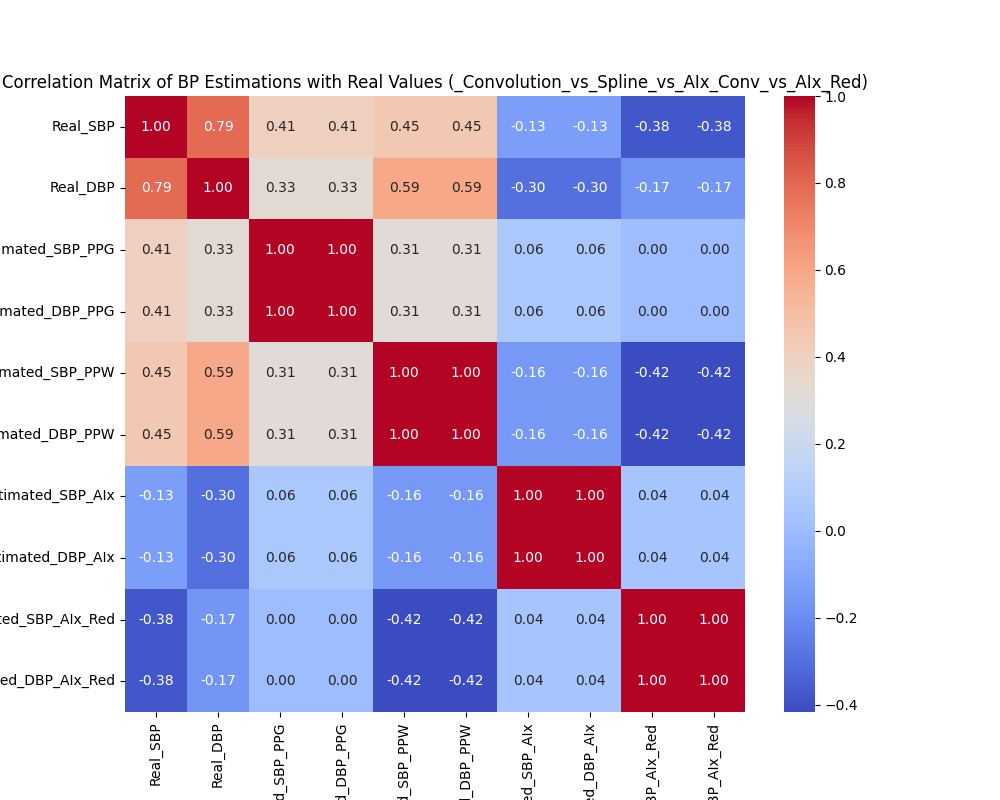 Correlation Matrix of BP Estimations with Real Values (_Convolution_vs_Spline_vs_AIx_Conv_vs_AIx_Red)
Real_SBP 1.00 0.79 0.41 0.41 0.45 0.45 -0.13 -0.13 -0.38 -0.38
Real_DBP 0.79 1.00 0.33 0.33 0.59 0.59 -0.30 -0.30 -0.17 -0.17
mated_SBP_PPG 0.41 0.33 1.00 1.00 0.31 0.31 0.06 0.06 0.00 0.00
mated_DBP_PPG 0.41 0.33 1.00 1.00 0.31 0.31 0.06 0.06 0.00 0.00
mated_SBP_PPW 0.45 0.59 0.31 0.31 1.00 1.00 -0.16 -0.16 -0.42 -0.42
mated_DBP_PPW 0.45 0.59 0.31 0.31 1.00 1.00 -0.16 -0.16 -0.42 -0.42
timated_SBP_AIx -0.13 -0.30 0.06 0.06 -0.16 -0.16 1.00 1.00 0.04 0.04
timated_DBP_AIx -0.13 -0.30 0.06 0.06 -0.16 -0.16 1.00 1.00 0.04 0.04
ted_SBP_AIx_Red -0.38 -0.17 0.00 0.00 -0.42 -0.42 0.04 0.04 1.00 1.00
ed_DBP_AIx_Red -0.38 -0.17 0.00 0.00 -0.42 -0.42 0.04 0.04 1.00 1.00
Real_SBP
Real_DBP
d_SBP_PPG
d_DBP_PPG
d_SBP_PPW
d_DBP_PPW
ed_SBP_AIx
ed_DBP_AIx
BP_AIx_Red
BP_AIx_Red
1.0
0.8
0.6
0.4
0.2
0.0
−0.2
−0.4